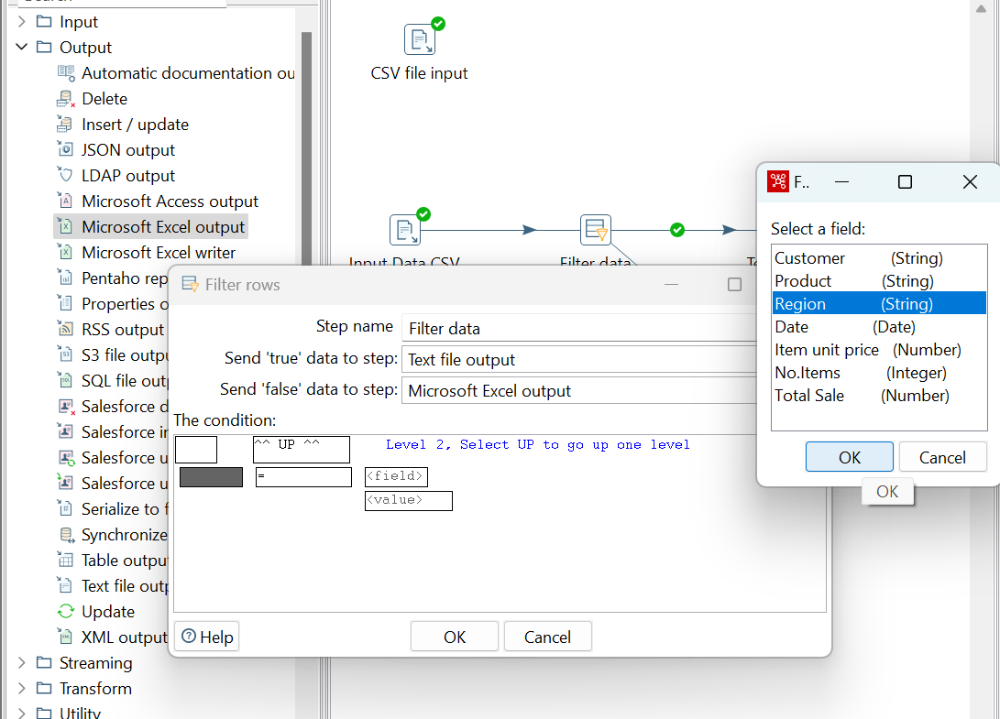 Input
Output
Automatic documentation ou
Delete
Insert / update
JSON output
LDAP output
Microsoft Access output
Microsoft Excel output
Microsoft Excel writer
Pentaho rep
Properties o
RSS output
S3 file outpu
SQL file outp
Salesforce d
Salesforce in
Salesforce u
Salesforce u
Serialize to f
Synchronize
Table output
Text file outp
Update
XML output
Streaming
Transform
Utility
CSV file input
Input Data CSV
Filter data
Filter rows
Step name Filter data
Send 'true' data to step: Text file output
Send 'false' data to step: Microsoft Excel output
The condition:
^^ UP ^^ Level 2, Select UP to go up one level
= <field>
<value>
Help OK Cancel
F..
Select a field:
Customer (String)
Product (String)
Region (String)
Date (Date)
Item unit price (Number)
No.Items (Integer)
Total Sale (Number)
OK Cancel
OK